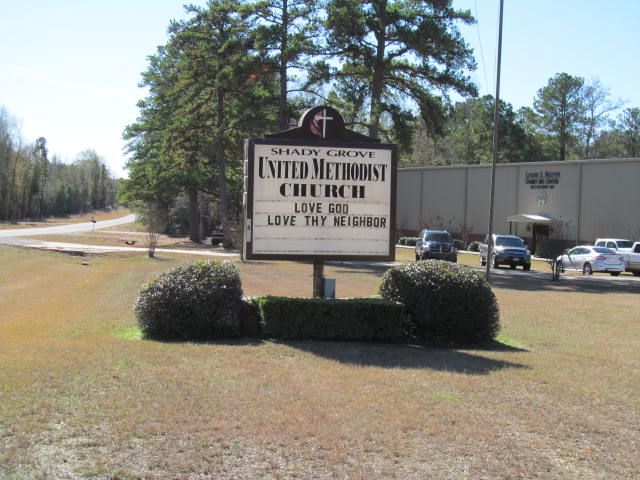 SHADY GROVE
UNITED METHODIST
CHURCH
LOVE GOD
LOVE THY NEIGHBOR
FAMILY LIFE CENTER